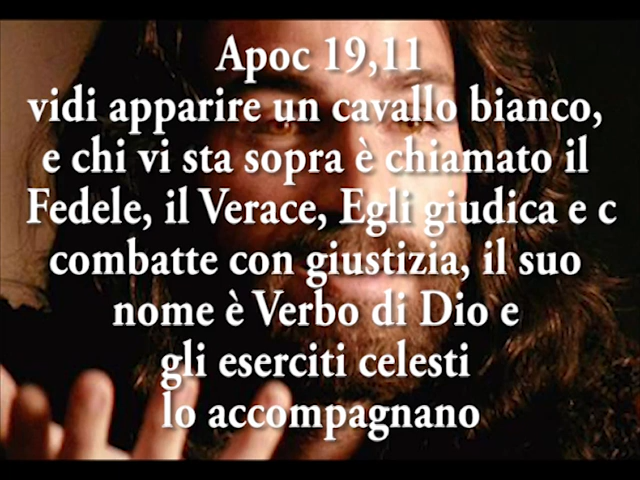 Apoc 19,11
vidi apparire un cavallo bianco,
e chi vi sta sopra è chiamato il
Fedele, il Verace, Egli giudica e c
combatte con giustizia, il suo
nome è Verbo di Dio e
gli eserciti celesti
lo accompagnano